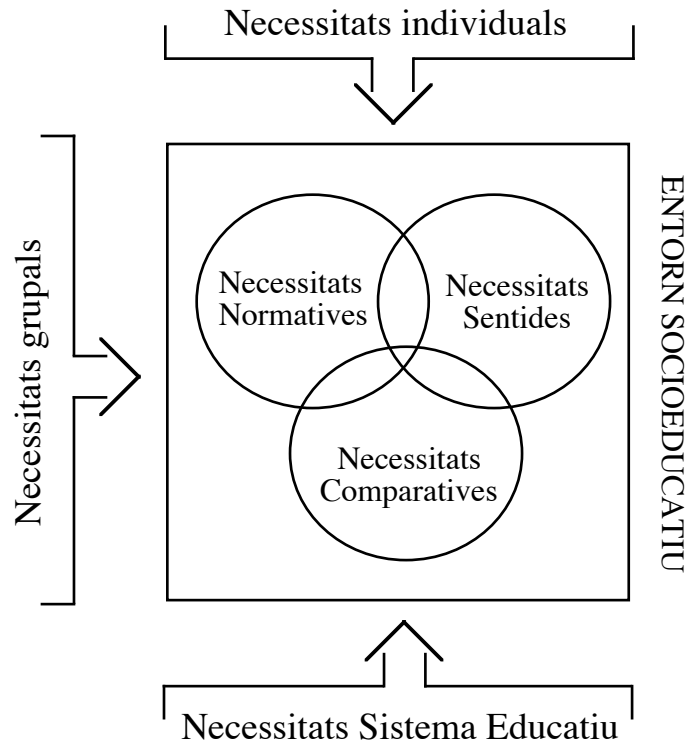 Necessitats individuals
Necessitats grupals
ENTORN SOCIOEDUCATIU
Necessitats
Normatives
Necessitats
Sentides
Necessitats
Comparatives
Necessitats Sistema Educatiu